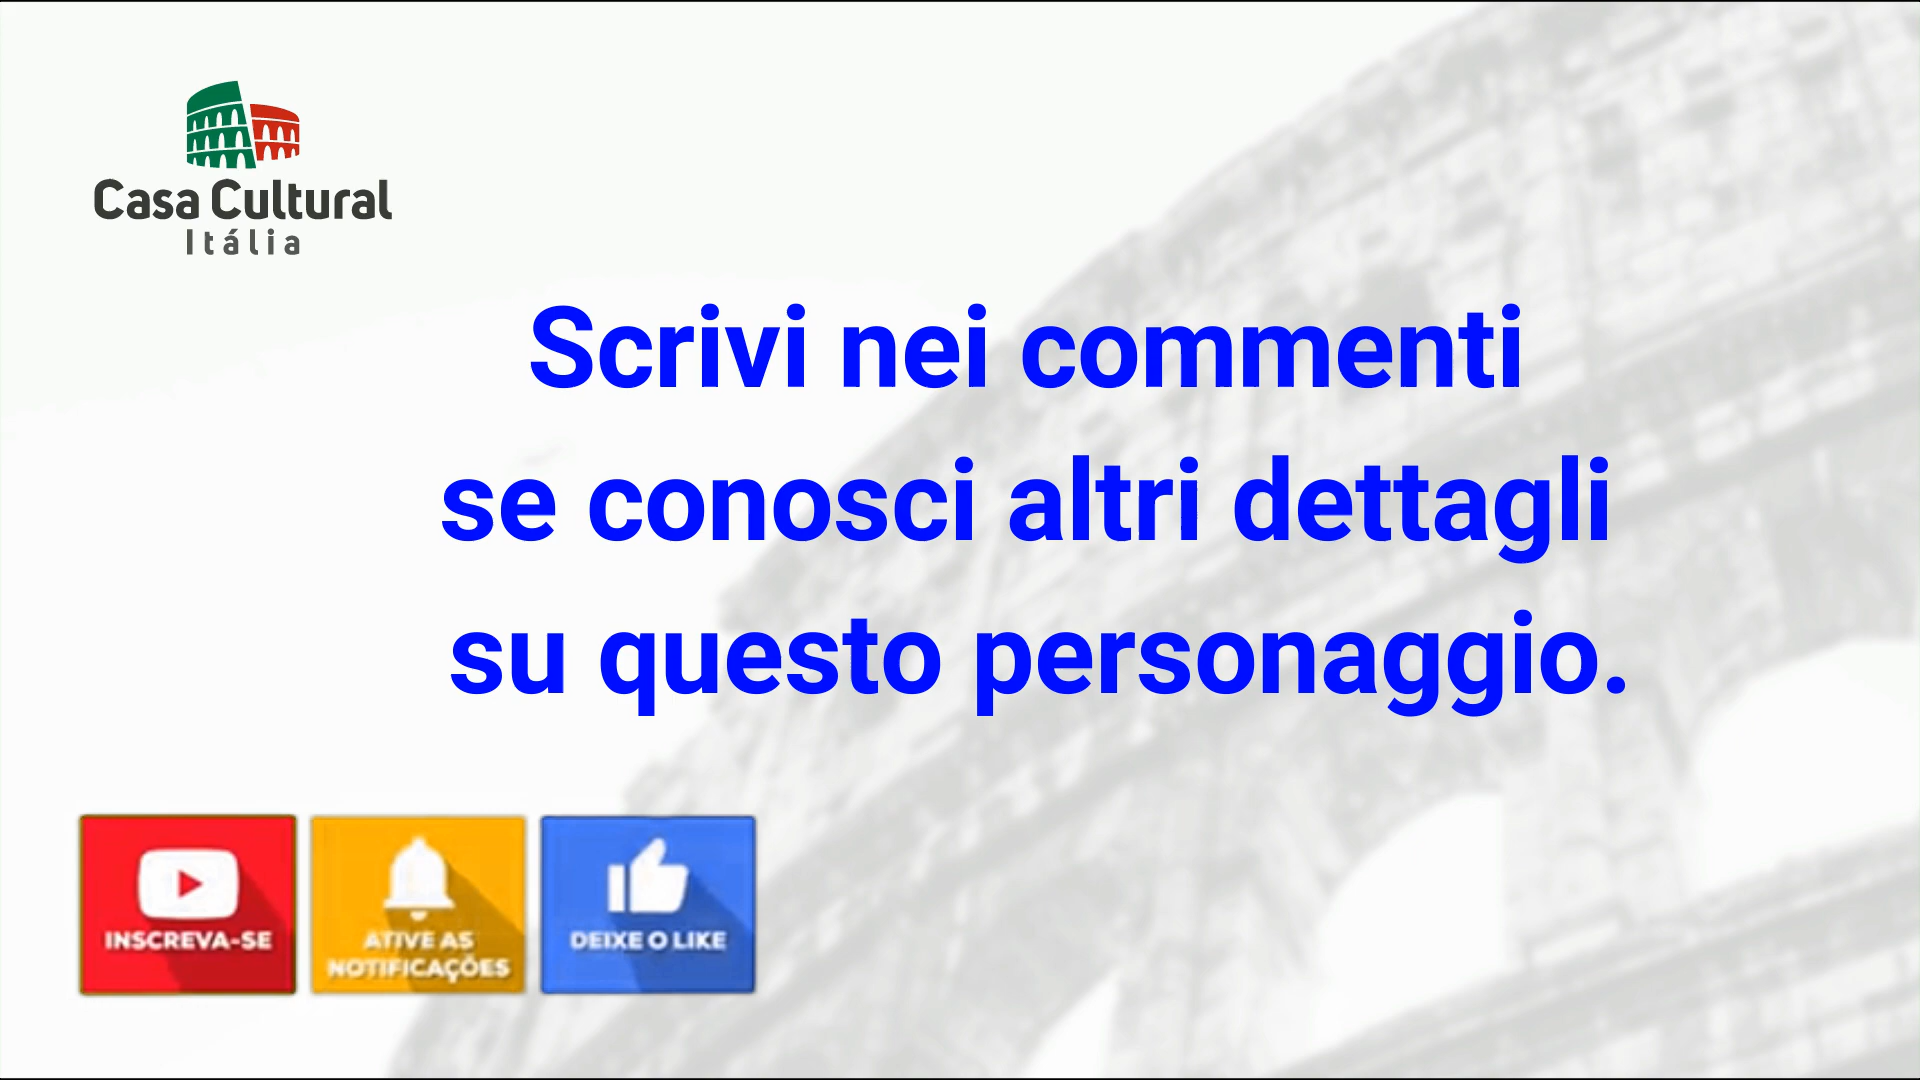 Casa Cultural
Itália
Scrivi nei commenti
se conosci altri dettagli
su questo personaggio.
INSCREVA-SE
ATIVE AS
NOTIFICAÇÕES
DEIXE O LIKE